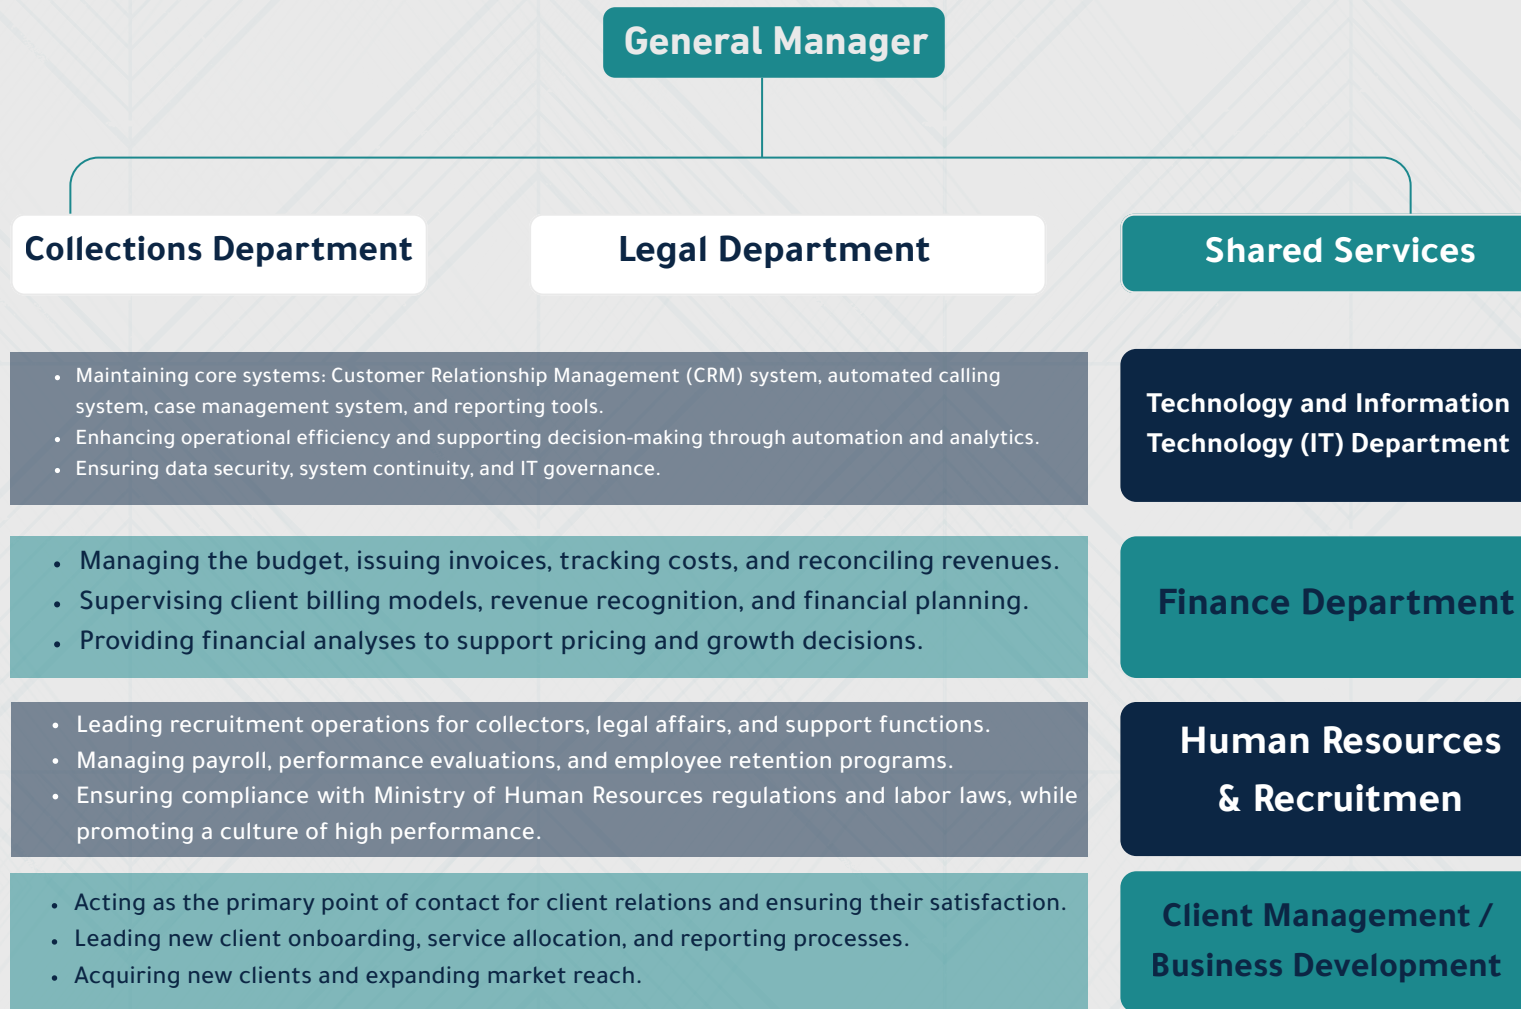 General Manager
Collections Department
Legal Department
Shared Services
• Maintaining core systems: Customer Relationship Management (CRM) system, automated calling
system, case management system, and reporting tools.
• Enhancing operational efficiency and supporting decision-making through automation and analytics.
• Ensuring data security, system continuity, and IT governance.
Technology and Information
Technology (IT) Department
• Managing the budget, issuing invoices, tracking costs, and reconciling revenues.
• Supervising client billing models, revenue recognition, and financial planning.
• Providing financial analyses to support pricing and growth decisions.
Finance Department
• Leading recruitment operations for collectors, legal affairs, and support functions.
• Managing payroll, performance evaluations, and employee retention programs.
• Ensuring compliance with Ministry of Human Resources regulations and labor laws, while
promoting a culture of high performance.
Human Resources
& Recruitmen
• Acting as the primary point of contact for client relations and ensuring their satisfaction.
• Leading new client onboarding, service allocation, and reporting processes.
• Acquiring new clients and expanding market reach.
Client Management /
Business Development